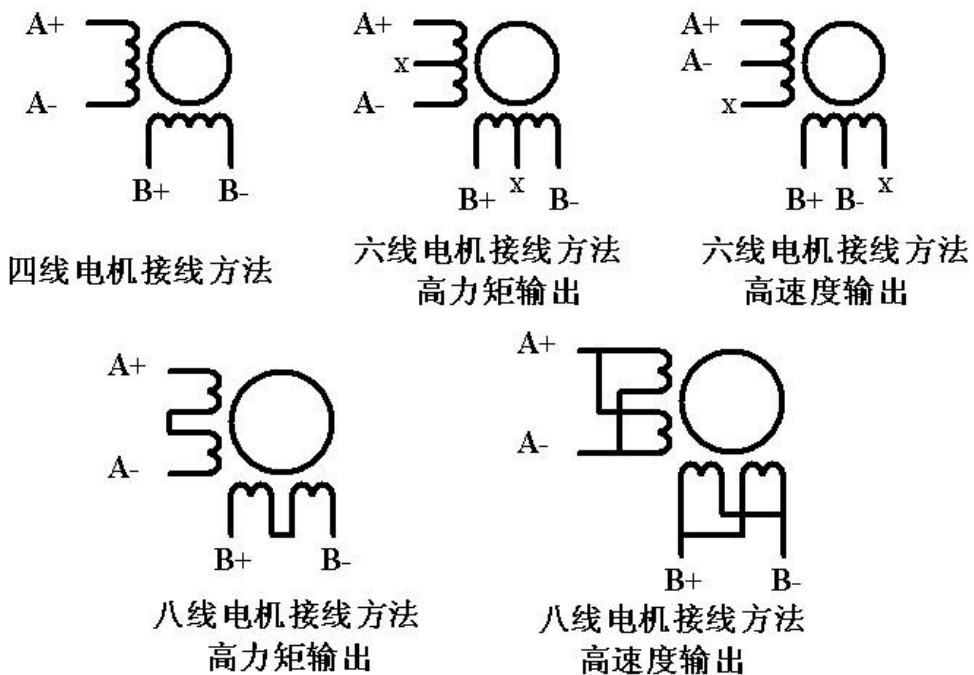 A+
A-
B+ B-
四线电机接线方法
A+
x
A-
B+ x B-
六线电机接线方法
高力矩输出
A+
A-
x
B+ B- x
六线电机接线方法
高速度输出
A+
A-
B+ B-
八线电机接线方法
高力矩输出
A+
A-
B+ B-
八线电机接线方法
高速度输出